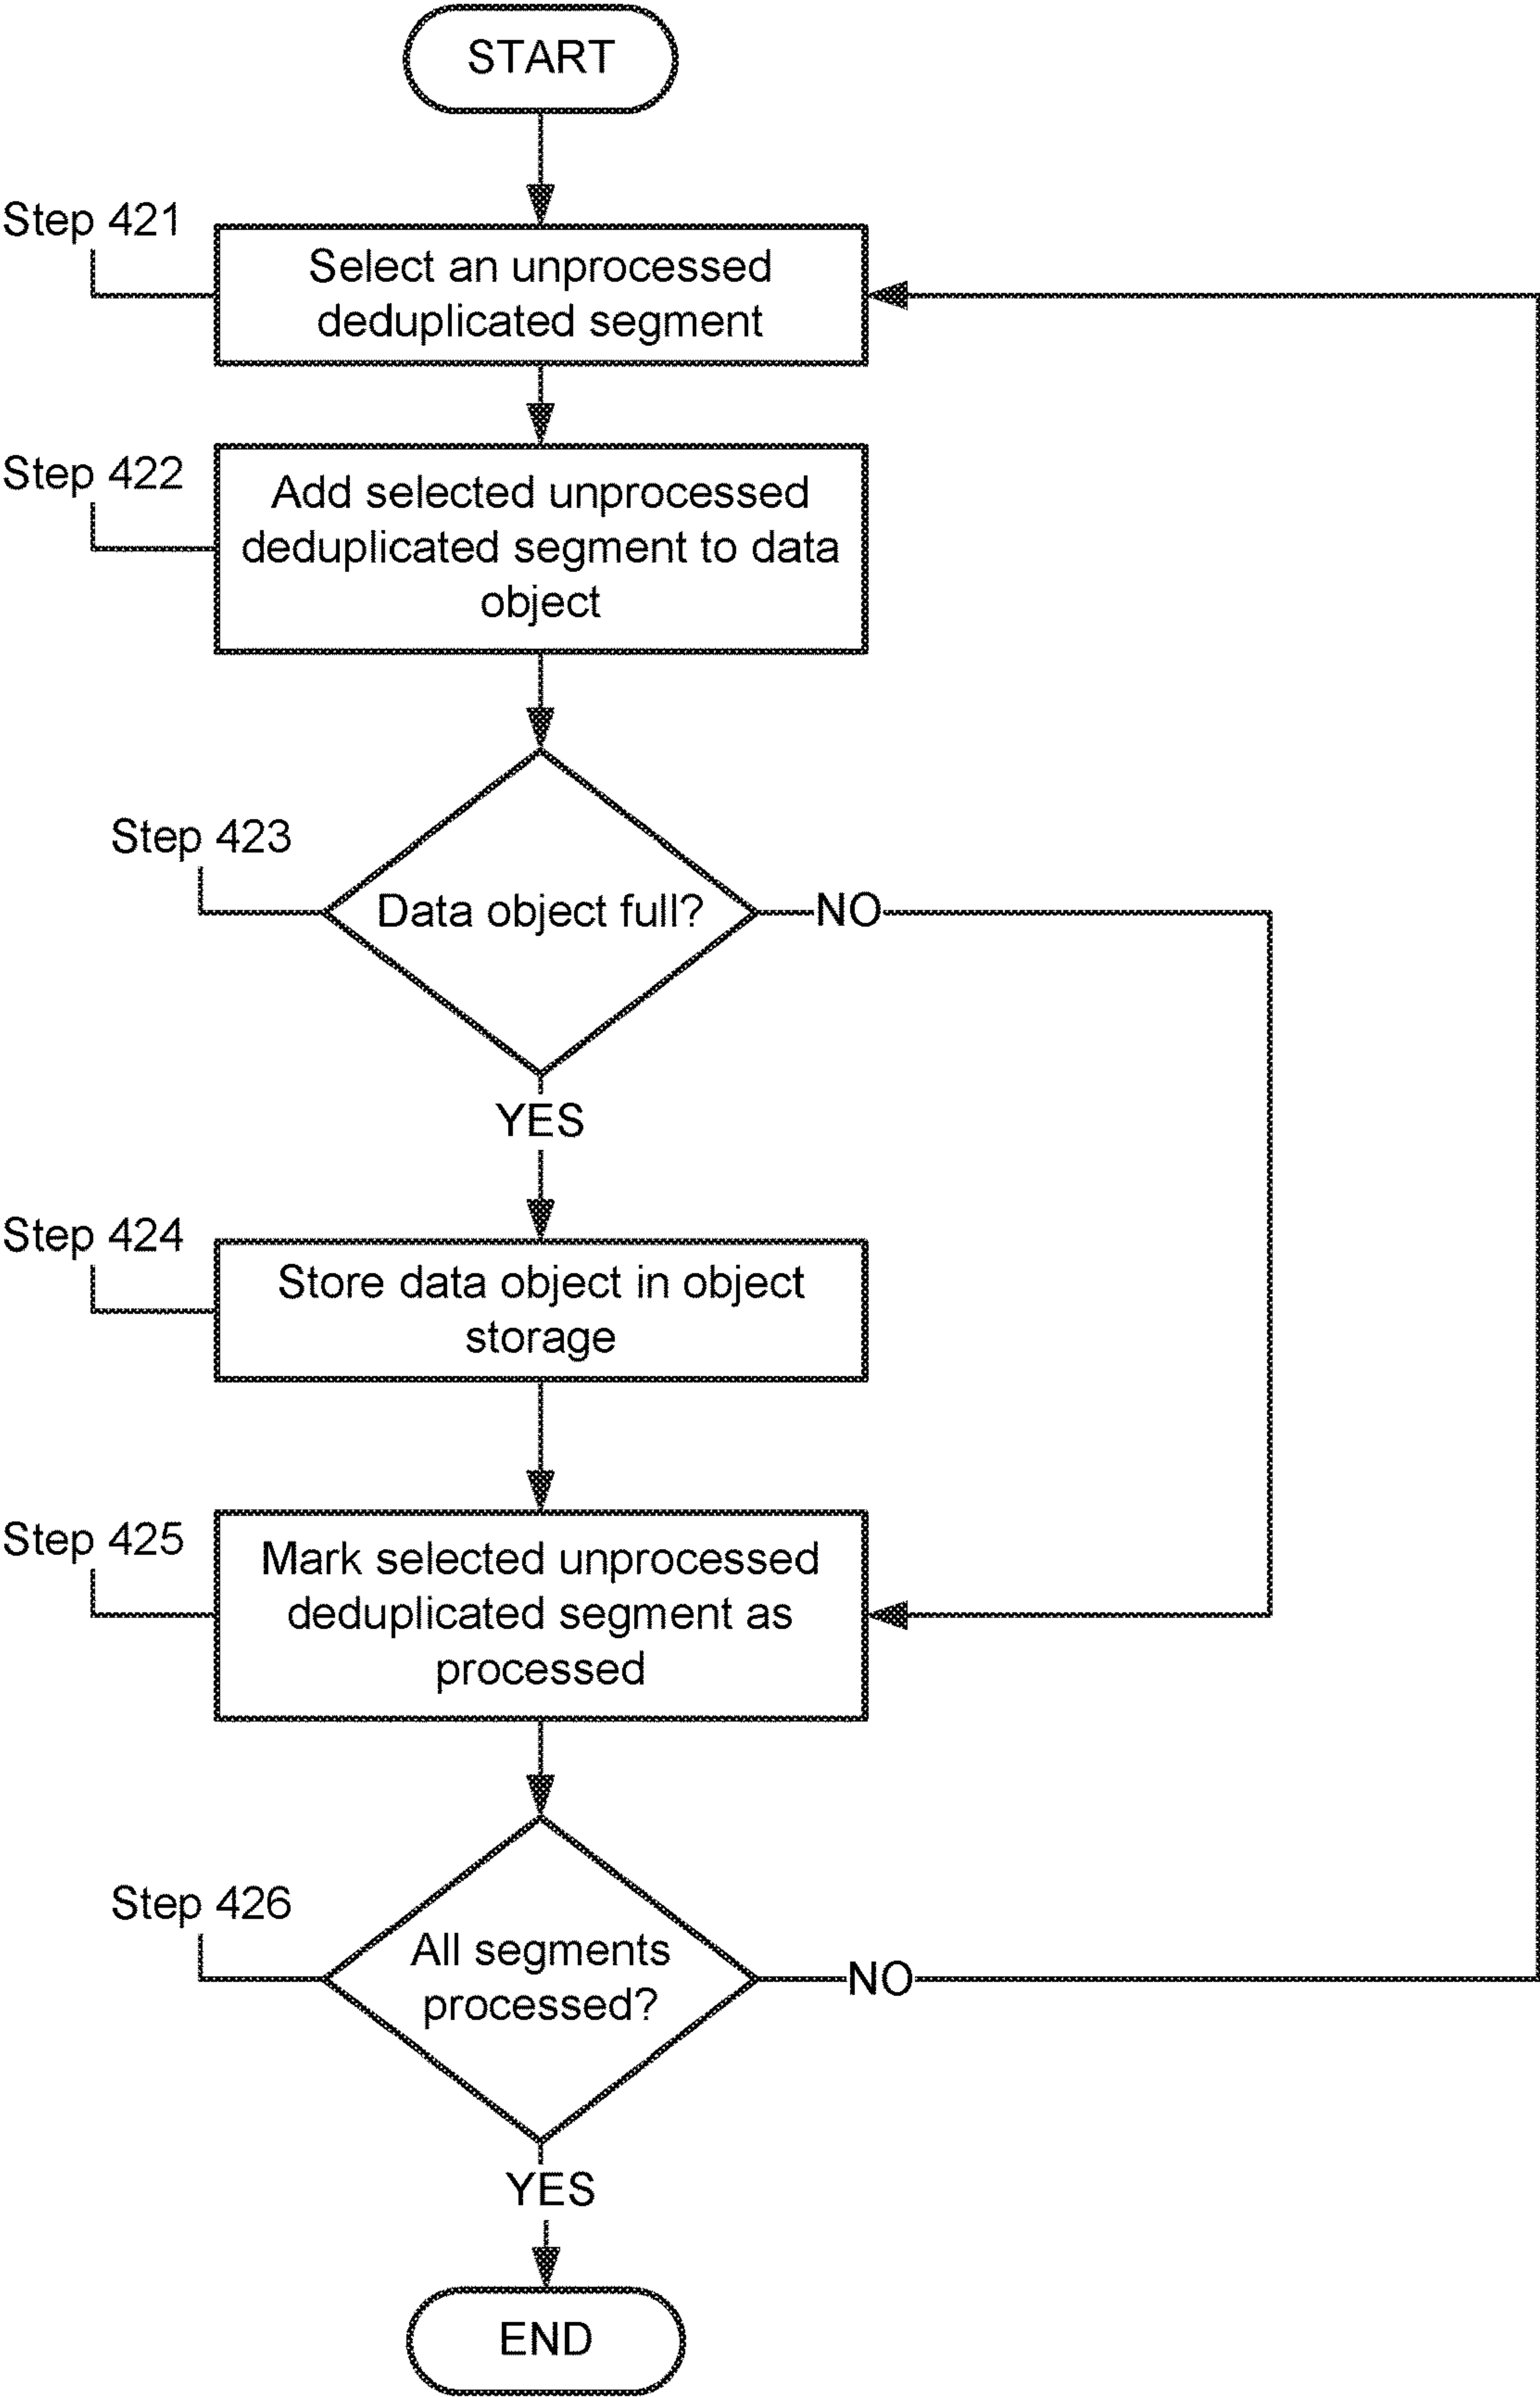 START
Step 421
Select an unprocessed
deduplicated segment
Step 422
Add selected unprocessed
deduplicated segment to data
object
Step 423
Data object full?
NO
YES
Step 424
Store data object in object
storage
Step 425
Mark selected unprocessed
deduplicated segment as
processed
Step 426
All segments
processed?
NO
YES
END